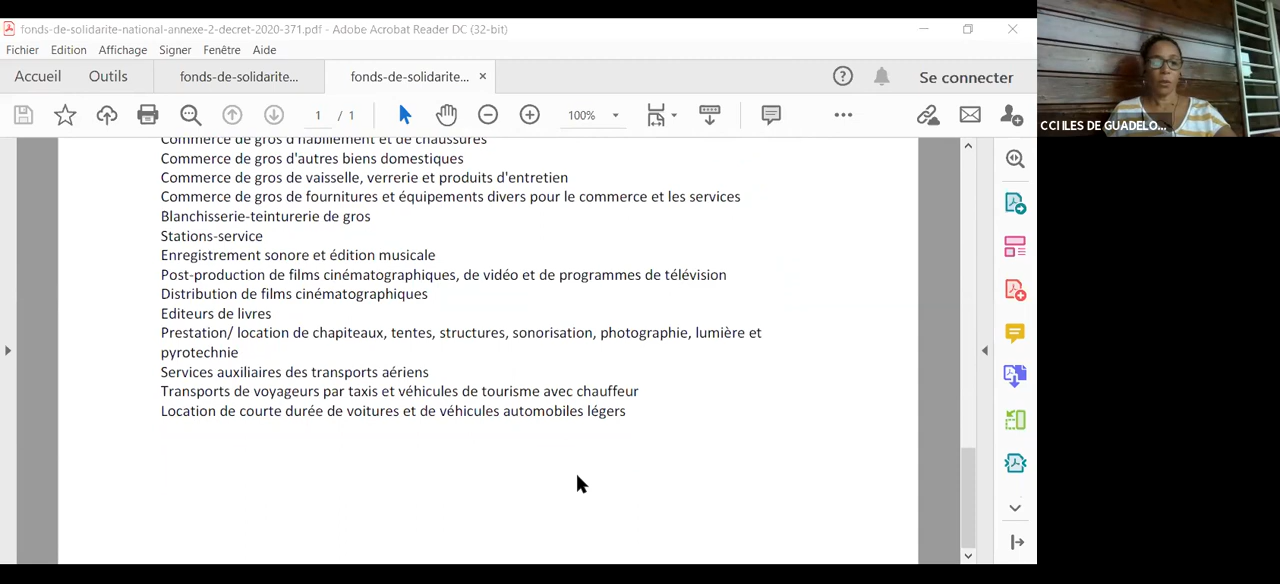 fonds-de-solidarite-national-annexe-2-decret-2020-371.pdf - Adobe Acrobat Reader DC (32-bit)
Fichier Edition Affichage Signer Fenêtre Aide
Accueil Outils fonds-de-solidarite... fonds-de-solidarite... × Se connecter
1 / 1 100%
CCI ILES DE GUADELO...
Commerce de gros d'habillement et de chaussures
Commerce de gros d'autres biens domestiques
Commerce de gros de vaisselle, verrerie et produits d'entretien
Commerce de gros de fournitures et équipements divers pour le commerce et les services
Blanchisserie-teinturerie de gros
Stations-service
Enregistrement sonore et édition musicale
Post-production de films cinématographiques, de vidéo et de programmes de télévision
Distribution de films cinématographiques
Editeurs de livres
Prestation/ location de chapiteaux, tentes, structures, sonorisation, photographie, lumière et
pyrotechnie
Services auxiliaires des transports aériens
Transports de voyageurs par taxis et véhicules de tourisme avec chauffeur
Location de courte durée de voitures et de véhicules automobiles légers